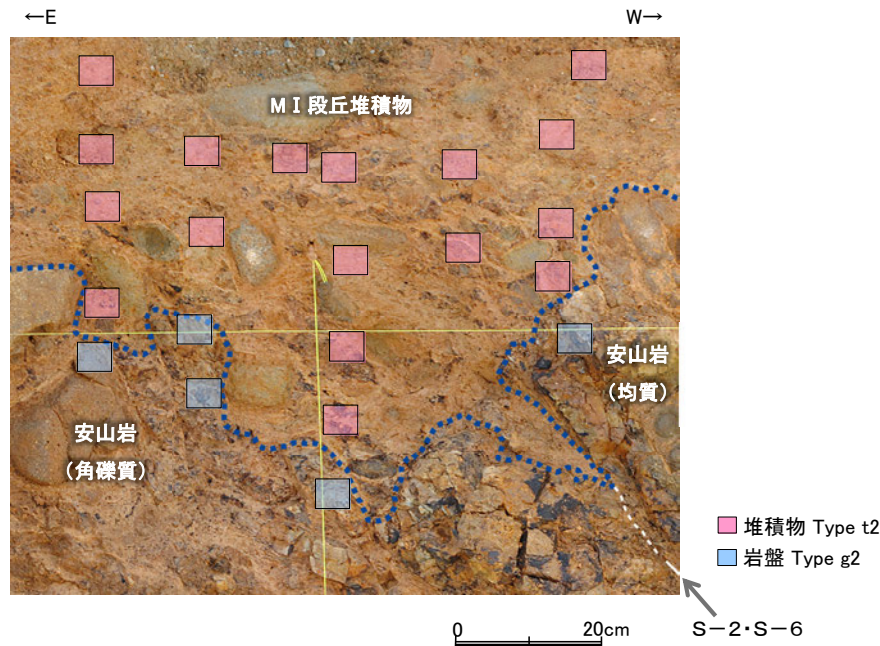 ←E
W→
MⅠ段丘堆積物
安山岩
（均質）
安山岩
（角礫質）
堆積物 Type t2
岩盤 Type g2
S－2・S－6
0
20cm